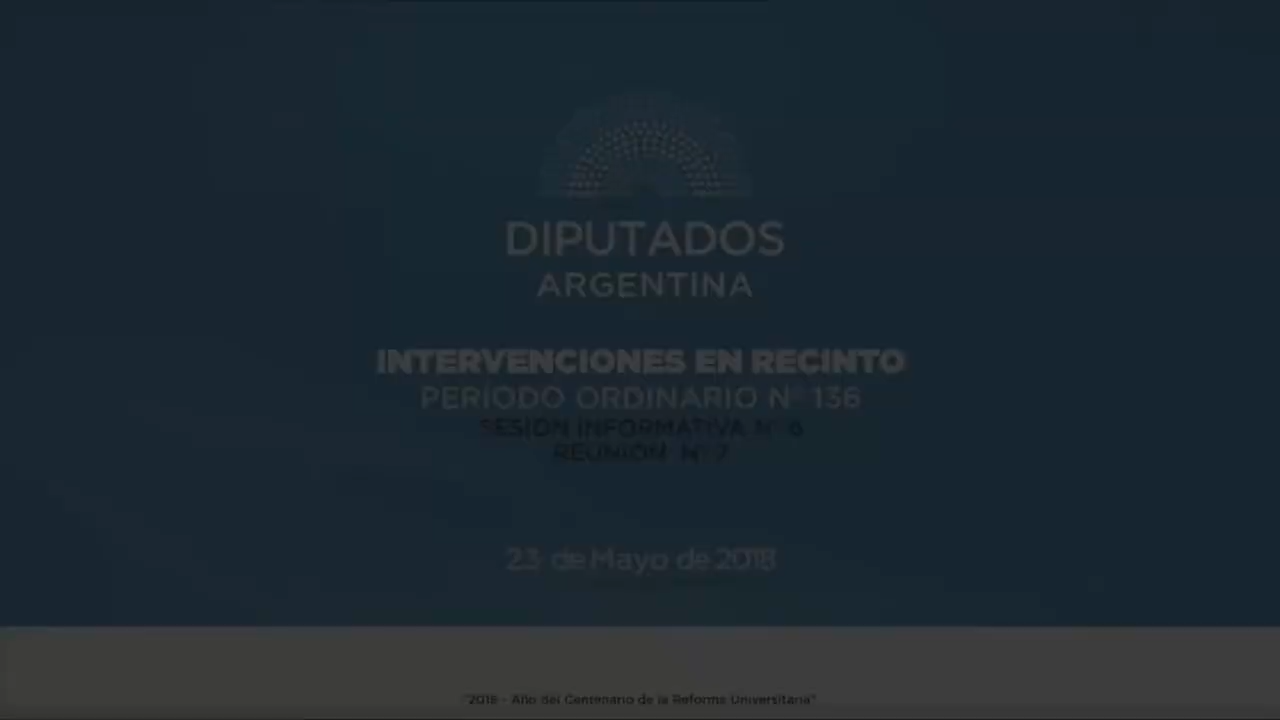 DIPUTADOS
ARGENTINA
INTERVENCIONES EN RECINTO
PERÍODO ORDINARIO N° 136
SESIÓN INFORMATIVA N° 6
REUNIÓN N° 7
23 de Mayo de 2018
"2018 - Año del Centenario de la Reforma Universitaria"